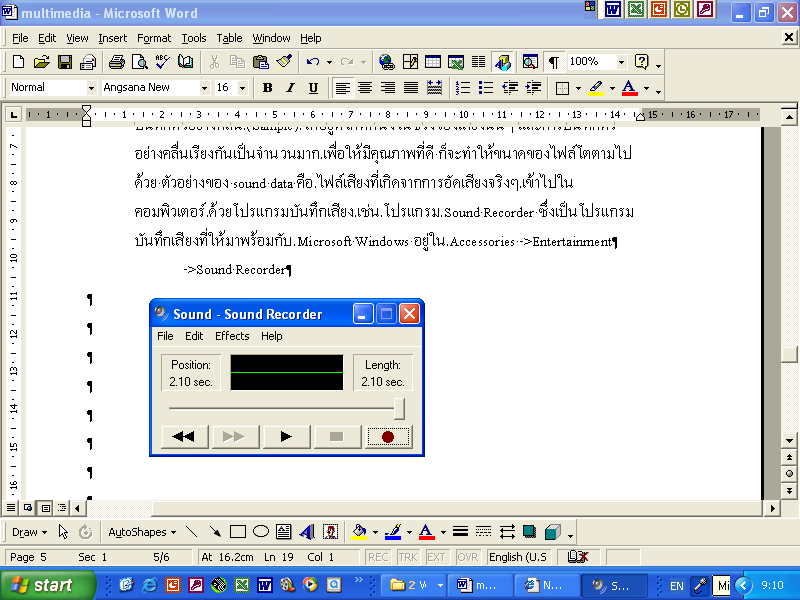 multimedia - Microsoft Word
File Edit View Insert Format Tools Table Window Help
100%
Normal Angsana New 16 B I U
อย่างคลื่นเรียงกันเป็นจำนวนมาก เพื่อให้มีคุณภาพที่ดี ก็จะทำให้ขนาดของไฟล์โตตามไป
ด้วย ตัวอย่างของ sound data คือ ไฟล์เสียงที่เกิดจากการอัดเสียงจริงๆ เข้าไปใน
คอมพิวเตอร์ ด้วยโปรแกรมบันทึกเสียง เช่น โปรแกรม Sound Recorder ซึ่งเป็นโปรแกรม
บันทึกเสียงที่ให้มาพร้อมกับ Microsoft Windows อยู่ใน Accessories ->Entertainment¶
->Sound Recorder¶
Sound - Sound Recorder
File Edit Effects Help
Position: Length:
2.10 sec. 2.10 sec.
Draw AutoShapes
Page 5 Sec 1 5/6 At 16.2cm Ln 19 Col 1 REC TRK EXT OVR English (U.S
start 2 m... N... S... EN Mi 9:10